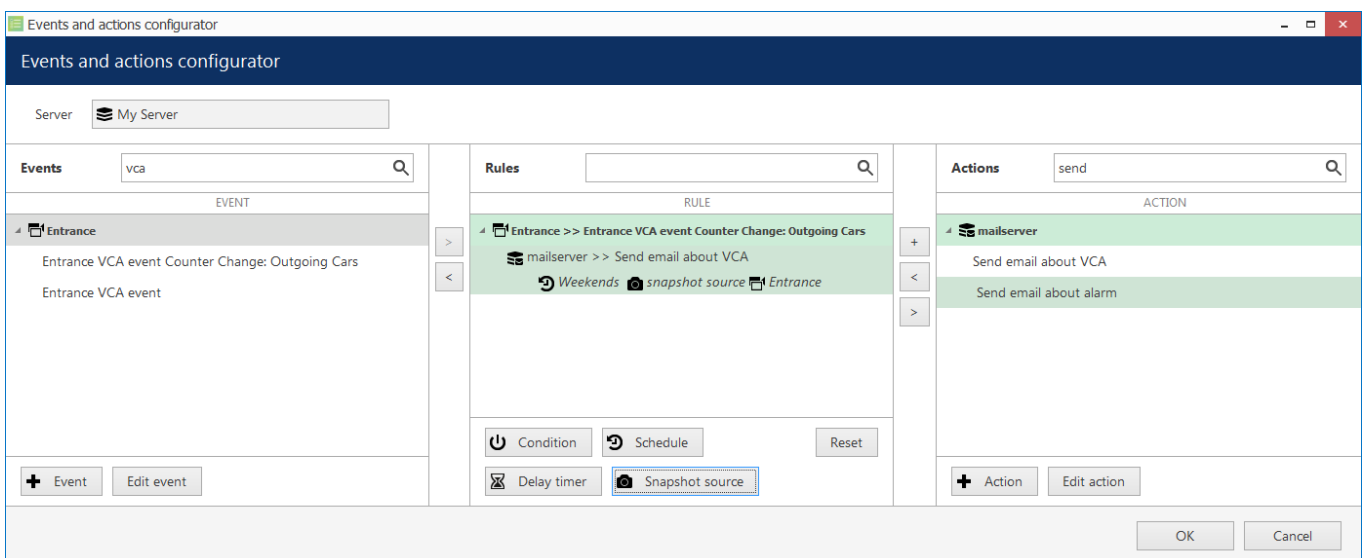 Events and actions configurator
Events and actions configurator
Server My Server
Events vca
EVENT
Entrance
Entrance VCA event Counter Change: Outgoing Cars
Entrance VCA event
+ Event Edit event
>
<
Rules
RULE
Entrance >> Entrance VCA event Counter Change: Outgoing Cars
mailserver >> Send email about VCA
Weekends snapshot source Entrance
Condition Schedule Reset
Delay timer Snapshot source
+
<
>
Actions send
ACTION
mailserver
Send email about VCA
Send email about alarm
+ Action Edit action
OK Cancel